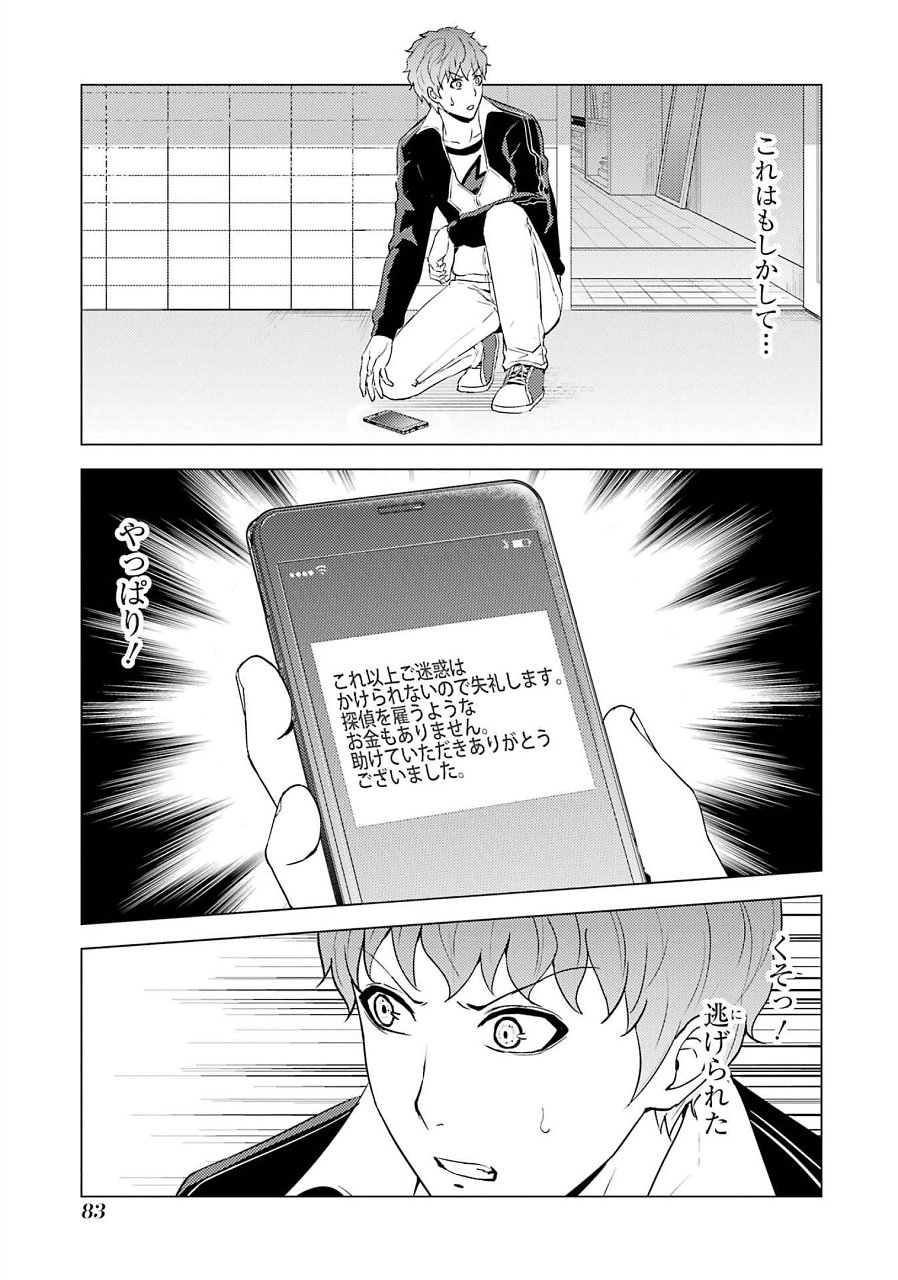 これはもしかして…
やっぱり！
これ以上ご迷惑は
かけられないので失礼します。
探偵を雇うような
お金もありません。
助けていただきありがとう
ございました。
くそっ！
逃げられた
に
83